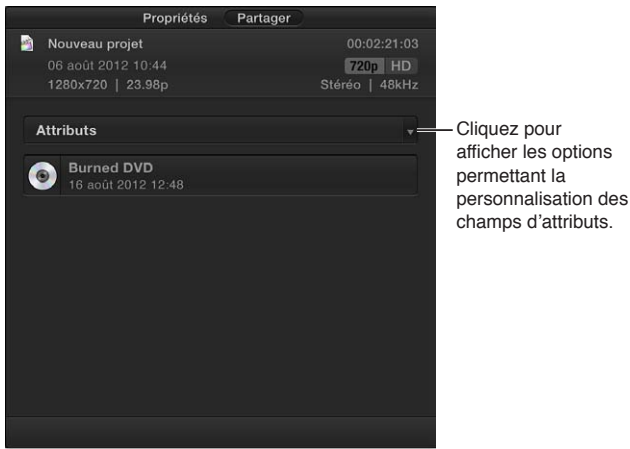 Propriétés Partager
Nouveau projet 00:02:21:03
06 août 2012 10:44 720p HD
1280x720 | 23.98p Stéréo | 48kHz
Attributs
Burned DVD
16 août 2012 12:48
Cliquez pour
afficher les options
permettant la
personnalisation des
champs d’attributs.